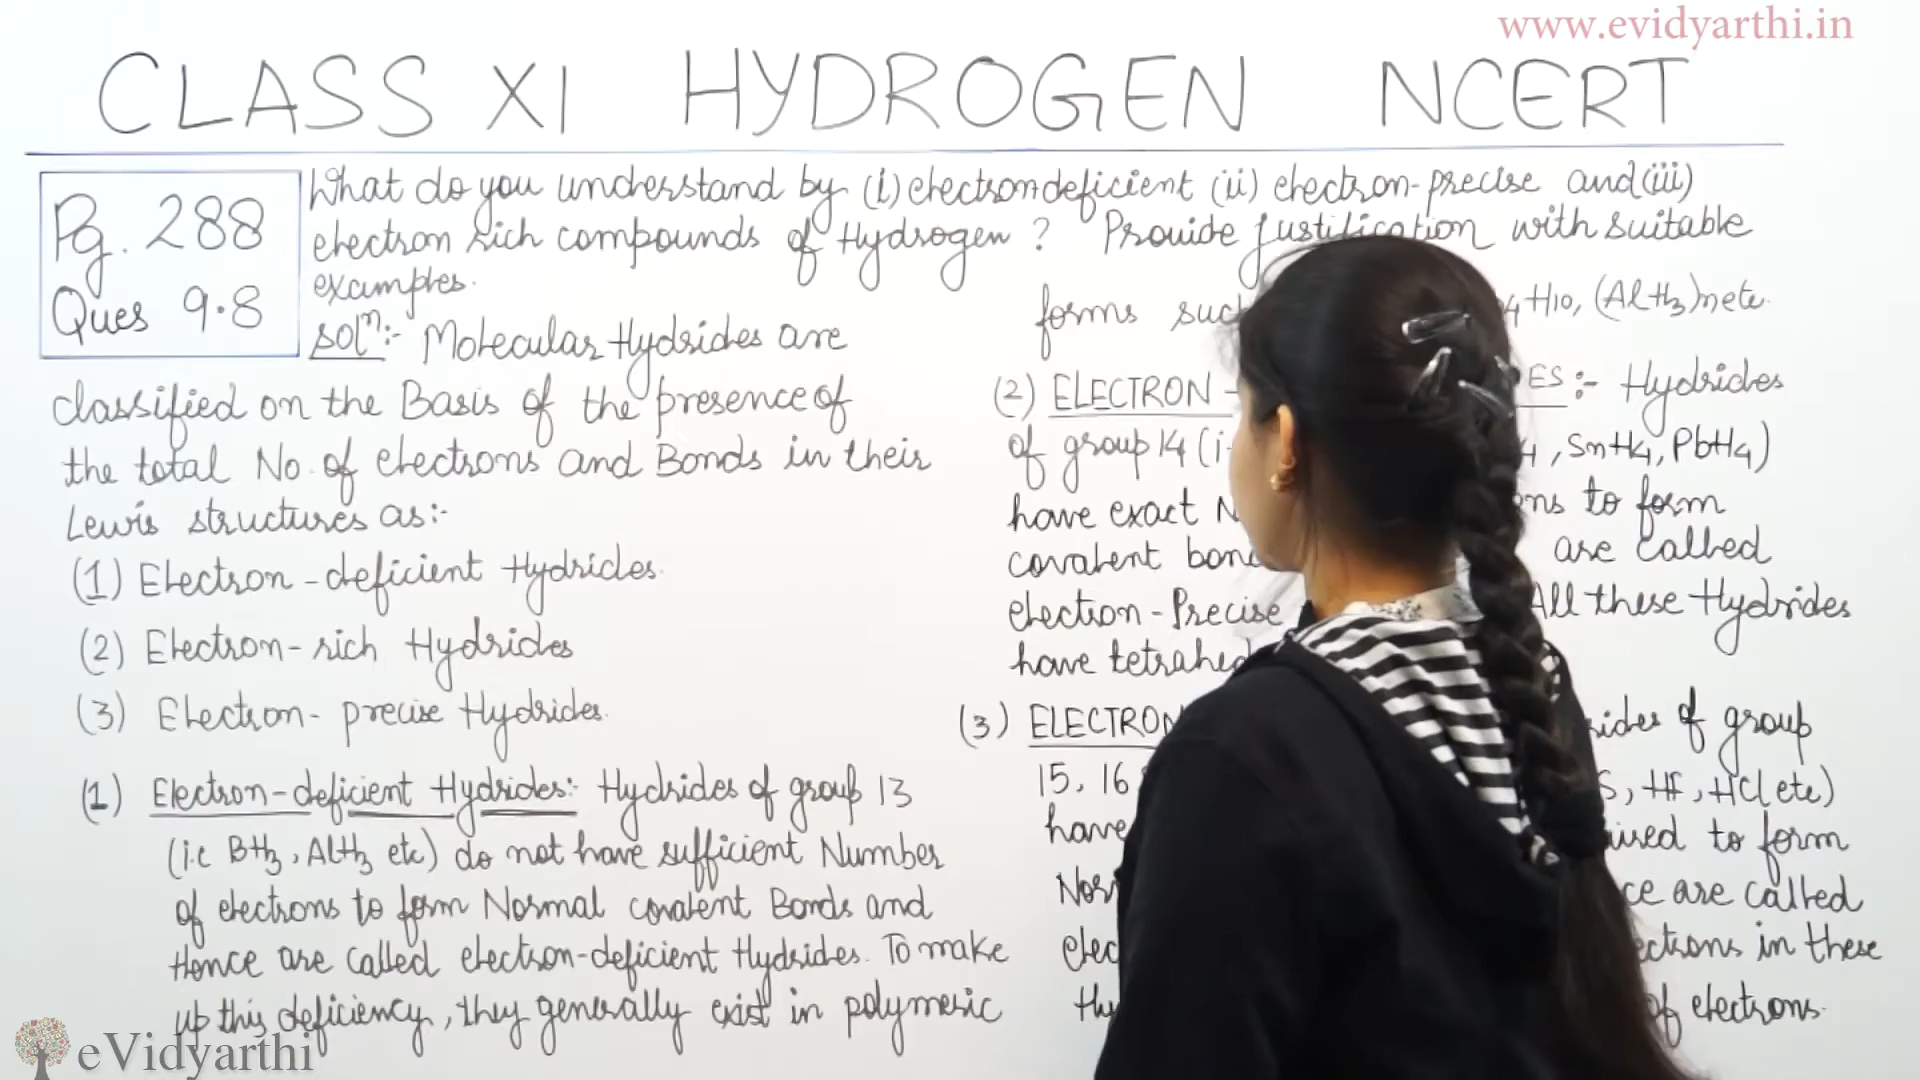 www.evidyarthi.in
CLASS XI HYDROGEN NCERT
Pg. 288
Ques 9.8
What do you understand by (i) electron-deficient (ii) electron-precise and (iii)
electron rich compounds of Hydrogen? Provide justification with suitable
examples.
Solⁿ:- Molecular Hydrides are
classified on the Basis of the presence of
the total No. of electrons and Bonds in their
Lewis structures as:-
(1) Electron-deficient Hydrides.
(2) Electron-rich Hydrides
(3) Electron-precise Hydrides.
(1) Electron-deficient Hydrides:- Hydrides of group 13
(i.e BH3, AlH3 etc) do not have sufficient Number
of electrons to form Normal covalent Bonds and
Hence are called electron-deficient Hydrides. To make
up this deficiency, they generally exist in polymeric
forms H10, (AlH3)n etc.
(2) ELECTRON - :- Hydrides
of group 14 , SnH4, PbH4)
have exact to form
covalent are called
electron-Precise All these Hydrides
have
(3) of group
15, 16 , HF, HCl etc)
have to form
are called
in these
of electrons.
eVidyarthi